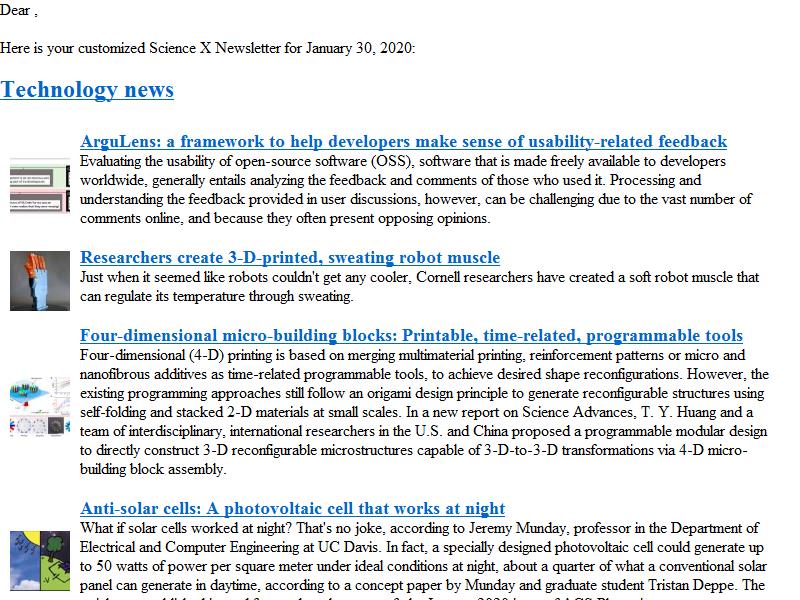 Dear ,
Here is your customized Science X Newsletter for January 30, 2020:
Technology news
ArguLens: a framework to help developers make sense of usability-related feedback
Evaluating the usability of open-source software (OSS), software that is made freely available to developers
worldwide, generally entails analyzing the feedback and comments of those who used it. Processing and
understanding the feedback provided in user discussions, however, can be challenging due to the vast number of
comments online, and because they often present opposing opinions.
Researchers create 3-D-printed, sweating robot muscle
Just when it seemed like robots couldn't get any cooler, Cornell researchers have created a soft robot muscle that
can regulate its temperature through sweating.
Four-dimensional micro-building blocks: Printable, time-related, programmable tools
Four-dimensional (4-D) printing is based on merging multimaterial printing, reinforcement patterns or micro and
nanofibrous additives as time-related programmable tools, to achieve desired shape reconfigurations. However, the
existing programming approaches still follow an origami design principle to generate reconfigurable structures using
self-folding and stacked 2-D materials at small scales. In a new report on Science Advances, T. Y. Huang and a
team of interdisciplinary, international researchers in the U.S. and China proposed a programmable modular design
to directly construct 3-D reconfigurable microstructures capable of 3-D-to-3-D transformations via 4-D micro-
building block assembly.
Anti-solar cells: A photovoltaic cell that works at night
What if solar cells worked at night? That's no joke, according to Jeremy Munday, professor in the Department of
Electrical and Computer Engineering at UC Davis. In fact, a specially designed photovoltaic cell could generate up
to 50 watts of power per square meter under ideal conditions at night, about a quarter of what a conventional solar
panel can generate in daytime, according to a concept paper by Munday and graduate student Tristan Deppe. The